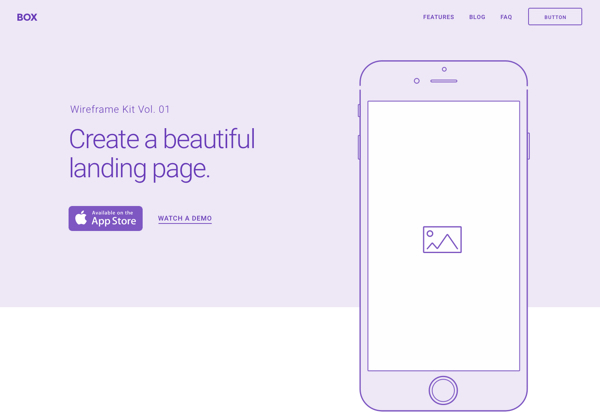 BOX
FEATURES
BLOG
FAQ
BUTTON
Wireframe Kit Vol. 01
Create a beautiful
landing page.
Available on the
App Store
WATCH A DEMO